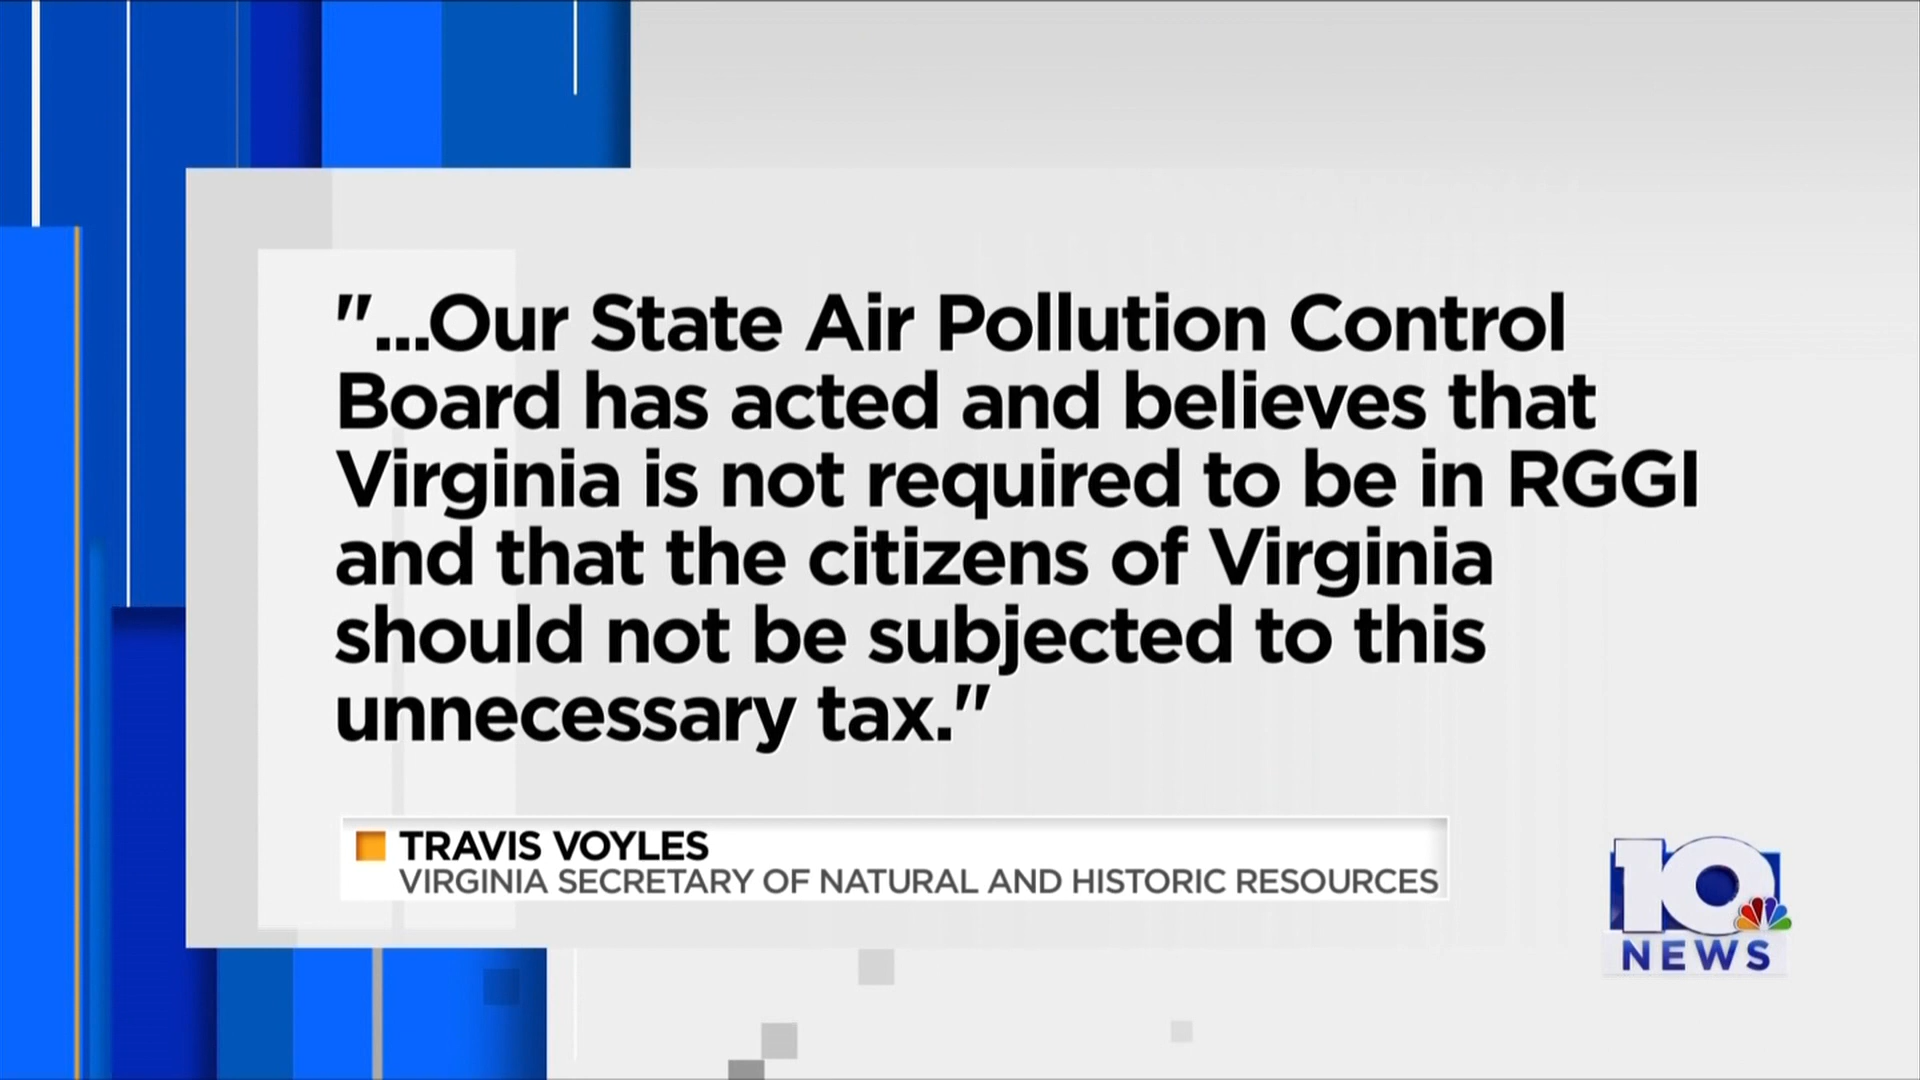 "...Our State Air Pollution Control
Board has acted and believes that
Virginia is not required to be in RGGI
and that the citizens of Virginia
should not be subjected to this
unnecessary tax."
TRAVIS VOYLES
VIRGINIA SECRETARY OF NATURAL AND HISTORIC RESOURCES
10
NEWS